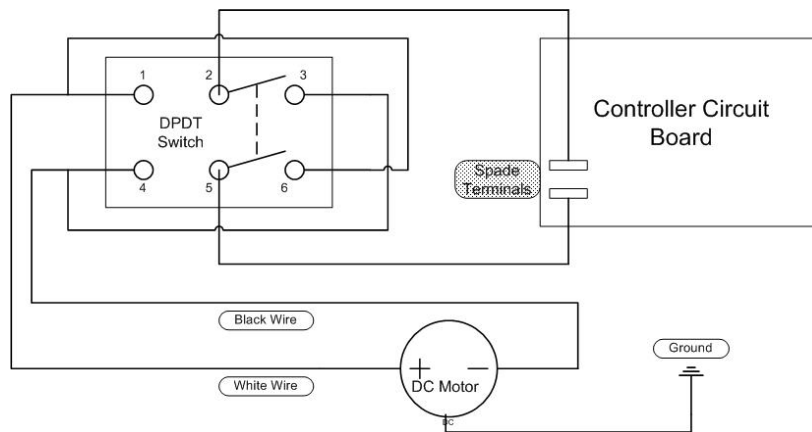 1
2
3
DPDT
Switch
4
5
6
Controller Circuit
Board
Spade
Terminals
Black Wire
White Wire
+
−
DC Motor
DC
Ground